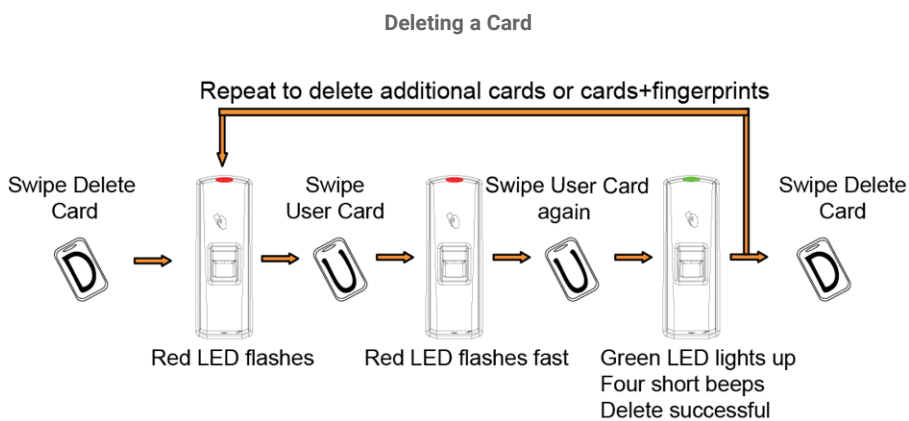 Deleting a Card
Repeat to delete additional cards or cards+fingerprints
Swipe Delete
Card
Swipe
User Card
Swipe User Card
again
Swipe Delete
Card
D
U
U
D
Red LED flashes
Red LED flashes fast
Green LED lights up
Four short beeps
Delete successful